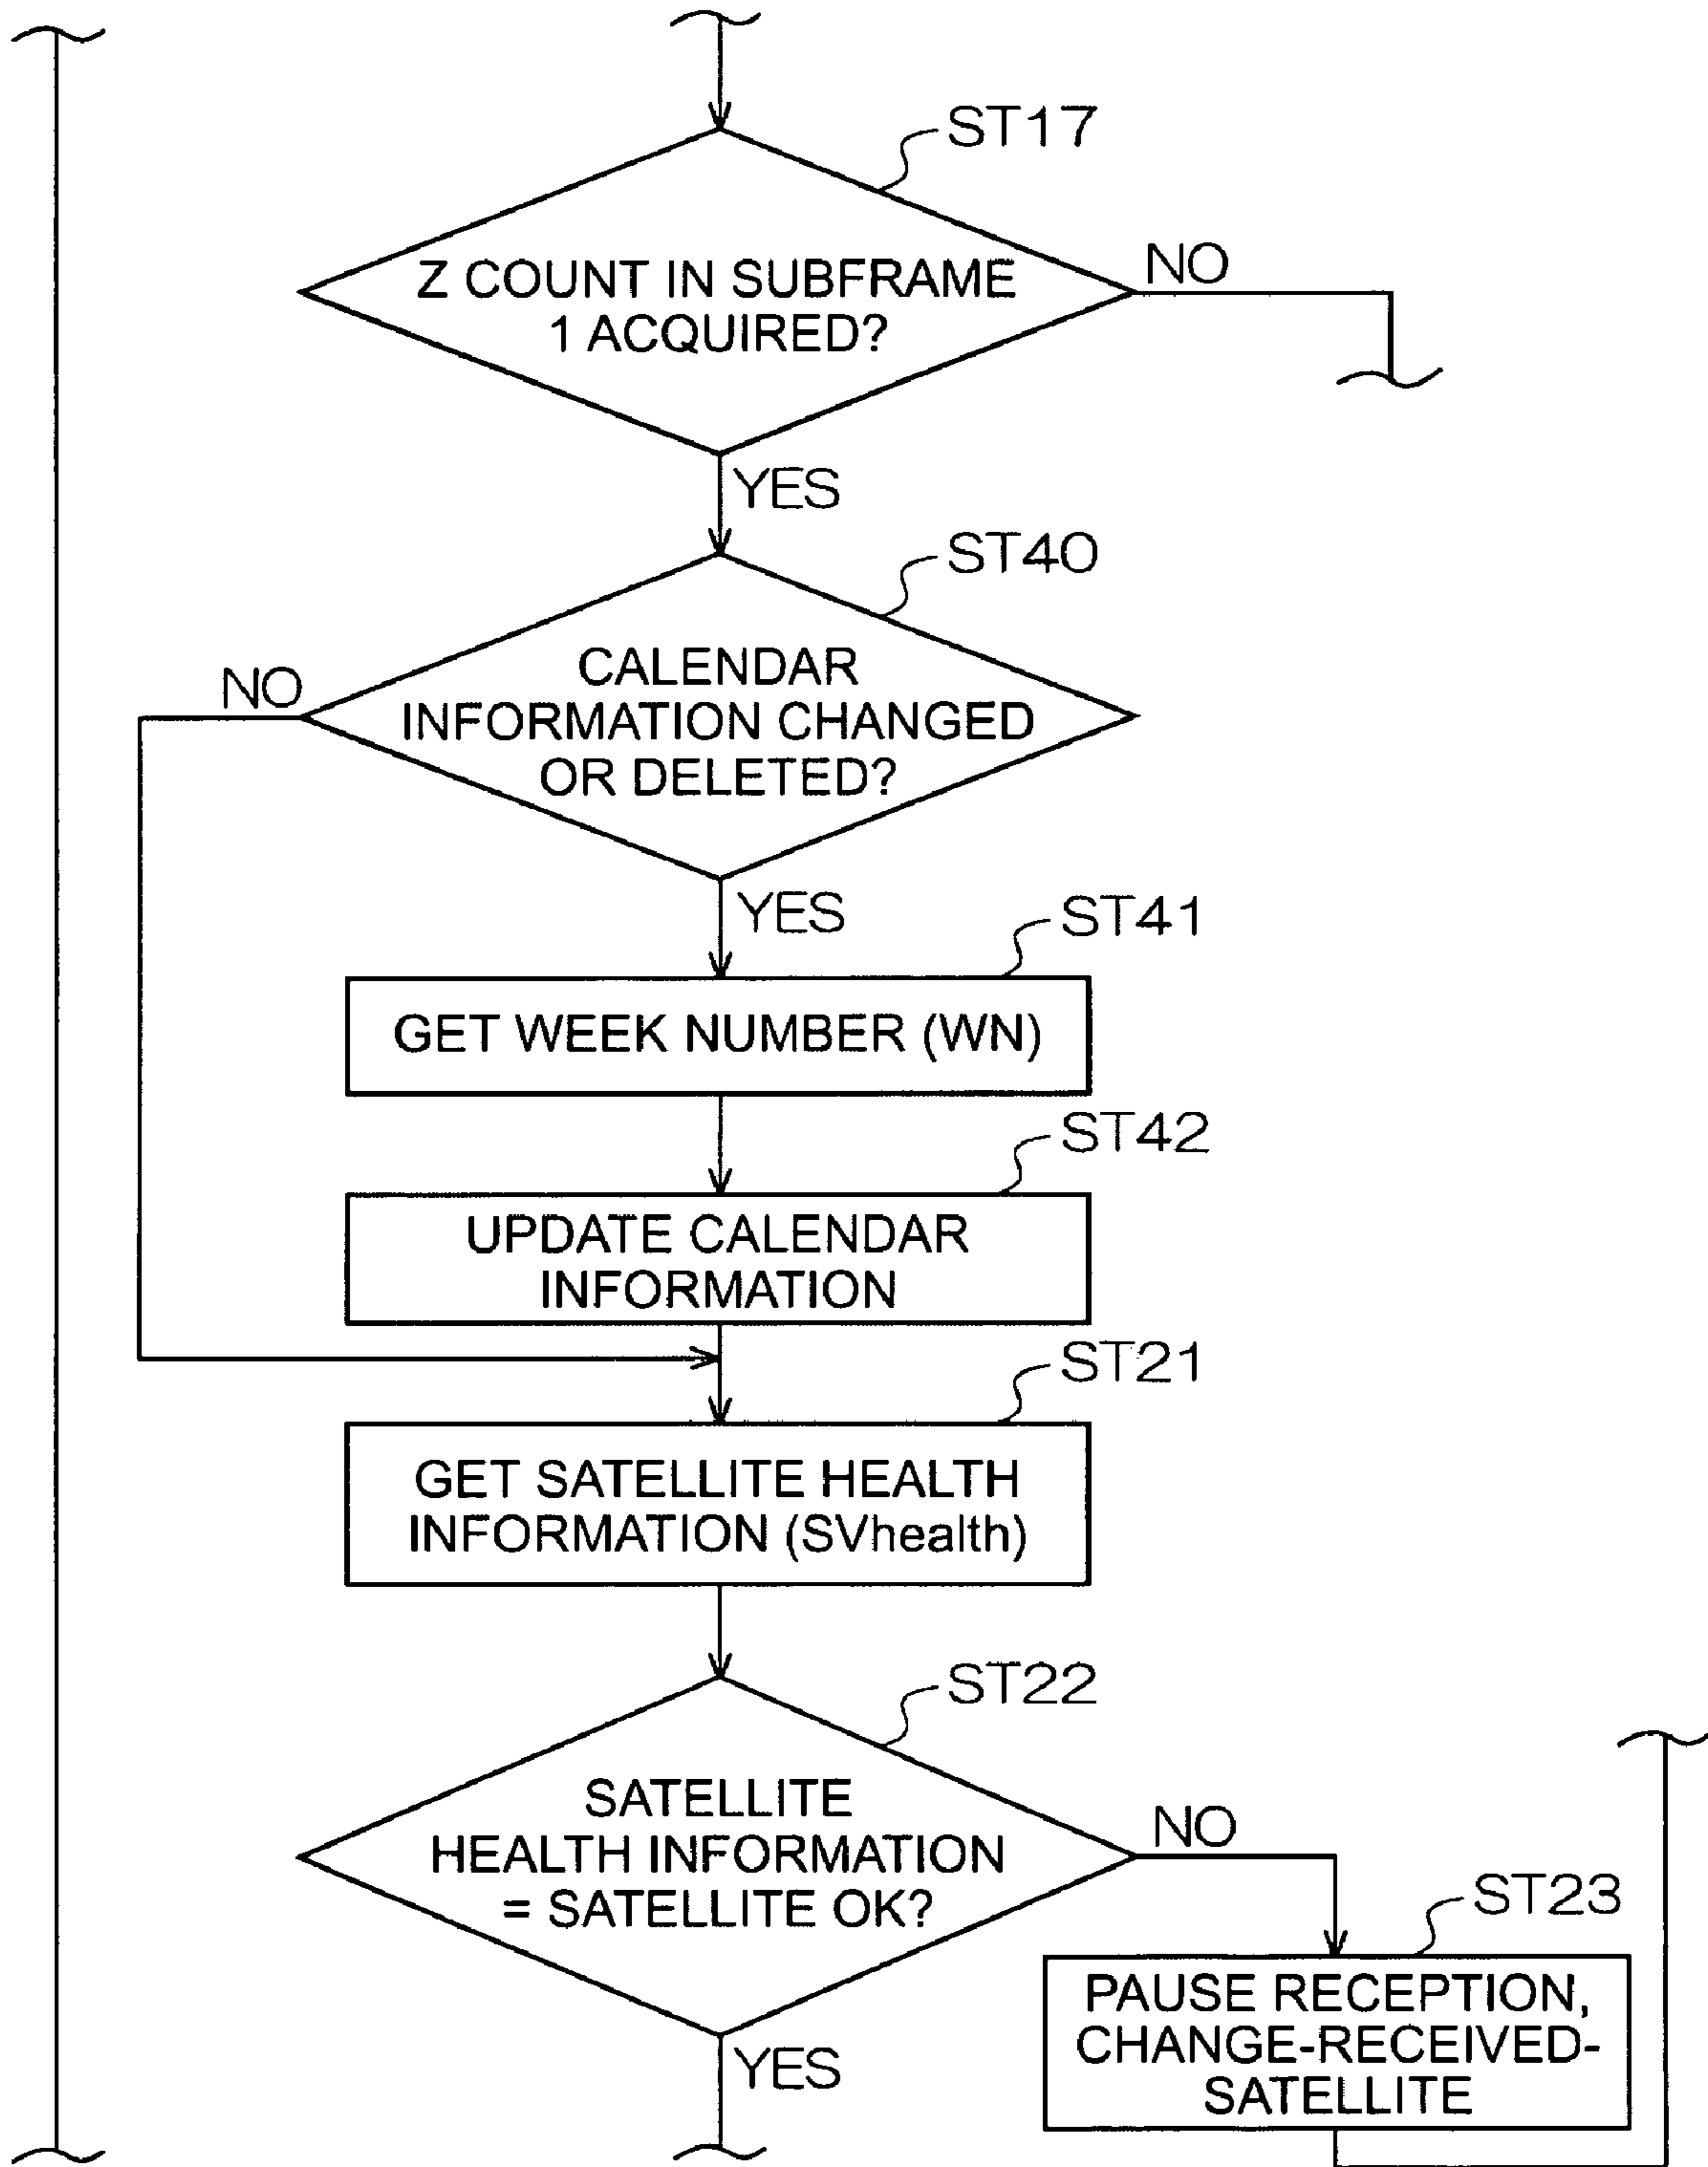 ST17
Z COUNT IN SUBFRAME
1 ACQUIRED?
NO
YES
ST40
CALENDAR
INFORMATION CHANGED
OR DELETED?
NO
YES
ST41
GET WEEK NUMBER (WN)
ST42
UPDATE CALENDAR
INFORMATION
ST21
GET SATELLITE HEALTH
INFORMATION (SVhealth)
ST22
SATELLITE
HEALTH INFORMATION
= SATELLITE OK?
NO
YES
ST23
PAUSE RECEPTION,
CHANGE-RECEIVED-
SATELLITE